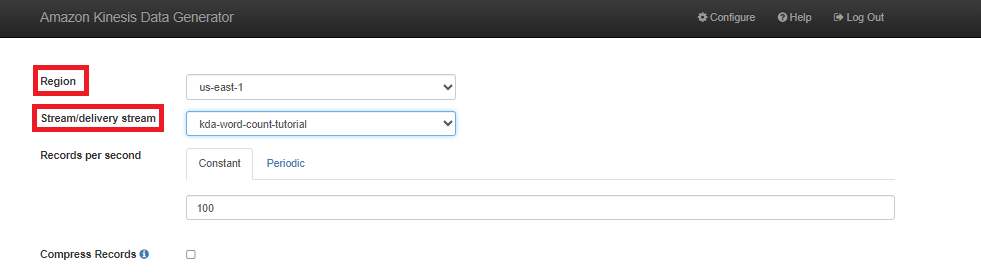 Amazon Kinesis Data Generator Configure Help Log Out
Region us-east-1
Stream/delivery stream kda-word-count-tutorial
Records per second Constant Periodic
100
Compress Records